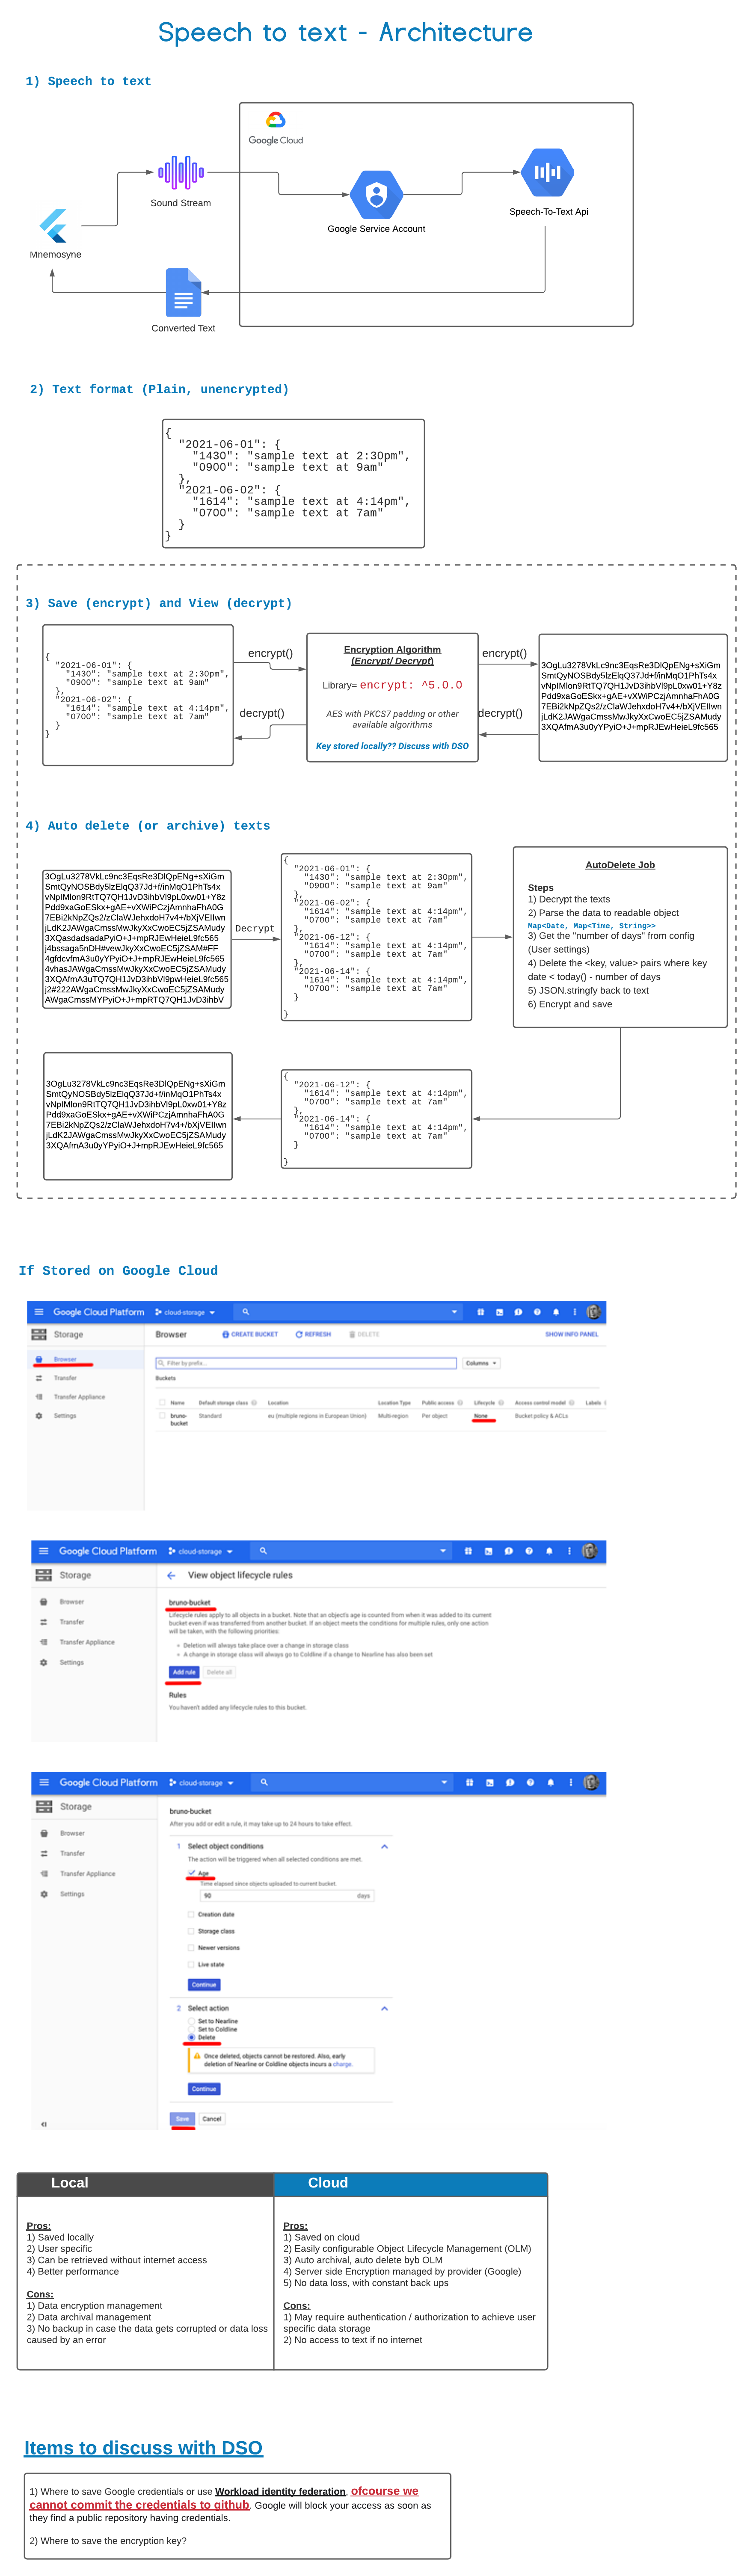 Speech to text - Architecture
1) Speech to text
Google Cloud
Sound Stream
Speech-To-Text Api
Google Service Account
Mnemosyne
Converted Text
2) Text format (Plain, unencrypted)
{
"2021-06-01": {
"1430": "sample text at 2:30pm",
"0900": "sample text at 9am"
},
"2021-06-02": {
"1614": "sample text at 4:14pm",
"0700": "sample text at 7am"
}
}
3) Save (encrypt) and View (decrypt)
{
"2021-06-01": {
"1430": "sample text at 2:30pm",
"0900": "sample text at 9am"
},
"2021-06-02": {
"1614": "sample text at 4:14pm",
"0700": "sample text at 7am"
}
}
encrypt()
decrypt()
Encryption Algorithm
(Encrypt/ Decrypt)
Library= encrypt: ^5.0.0
AES with PKCS7 padding or other
available algorithms
Key stored locally?? Discuss with DSO
encrypt()
decrypt()
3OgLu3278VkLc9nc3EqsRe3DlQpENg+sXiGm
SmtQyNOSBdy5lzElqQ37Jd+f/inMqO1PhTs4x
vNpIMlon9RtTQ7QH1JvD3ihbVl9pL0xw01+Y8z
Pdd9xaGoESkx+gAE+vXWiPCzjAmnhaFhA0G
7EBi2kNpZQs2/zClaWJehxdoH7v4+/bXjVEIlwn
jLdK2JAWgaCmssMwJkyXxCwoEC5jZSAMudy
3XQAfmA3u0yYPyiO+J+mpRJEwHeieL9fc565
4) Auto delete (or archive) texts
3OgLu3278VkLc9nc3EqsRe3DlQpENg+sXiGm
SmtQyNOSBdy5lzElqQ37Jd+f/inMqO1PhTs4x
vNpIMlon9RtTQ7QH1JvD3ihbVl9pL0xw01+Y8z
Pdd9xaGoESkx+gAE+vXWiPCzjAmnhaFhA0G
7EBi2kNpZQs2/zClaWJehxdoH7v4+/bXjVEIlwn
jLdK2JAWgaCmssMwJkyXxCwoEC5jZSAMudy
3XQasdadsadaPyiO+J+mpRJEwHeieL9fc565
j4bssaga5nDH#vewJkyXxCwoEC5jZSAM#FF
4gfdcvfmA3u0yYPyiO+J+mpRJEwHeieL9fc565
4vhasJAWgaCmssMwJkyXxCwoEC5jZSAMudy
3XQAfmA3uTQ7QH1JvD3ihbVl9pwHeieL9fc565
j2#222AWgaCmssMwJkyXxCwoEC5jZSAMudy
AWgaCmssMYPyiO+J+mpRTQ7QH1JvD3ihbV
Decrypt
{
"2021-06-01": {
"1430": "sample text at 2:30pm",
"0900": "sample text at 9am"
},
"2021-06-02": {
"1614": "sample text at 4:14pm",
"0700": "sample text at 7am"
},
"2021-06-12": {
"1614": "sample text at 4:14pm",
"0700": "sample text at 7am"
},
"2021-06-14": {
"1614": "sample text at 4:14pm",
"0700": "sample text at 7am"
}
}
AutoDelete Job
Steps
1) Decrypt the texts
2) Parse the data to readable object
Map<Date, Map<Time, String>>
3) Get the "number of days" from config
(User settings)
4) Delete the <key, value> pairs where key
date < today() - number of days
5) JSON.stringfy back to text
6) Encrypt and save
3OgLu3278VkLc9nc3EqsRe3DlQpENg+sXiGm
SmtQyNOSBdy5lzElqQ37Jd+f/inMqO1PhTs4x
vNpIMlon9RtTQ7QH1JvD3ihbVl9pL0xw01+Y8z
Pdd9xaGoESkx+gAE+vXWiPCzjAmnhaFhA0G
7EBi2kNpZQs2/zClaWJehxdoH7v4+/bXjVEIlwn
jLdK2JAWgaCmssMwJkyXxCwoEC5jZSAMudy
3XQAfmA3u0yYPyiO+J+mpRJEwHeieL9fc565
{
"2021-06-12": {
"1614": "sample text at 4:14pm",
"0700": "sample text at 7am"
},
"2021-06-14": {
"1614": "sample text at 4:14pm",
"0700": "sample text at 7am"
}
}
If Stored on Google Cloud
Google Cloud Platform cloud-storage
Storage Browser CREATE BUCKET REFRESH DELETE SHOW INFO PANEL
Browser
Transfer
Transfer Appliance
Settings
Filter by prefix... Columns
Buckets
Name Default storage class Location Location Type Public access Lifecycle Access control model Labels
bruno-bucket Standard eu (multiple regions in European Union) Multi-region Per object None Bucket policy & ACLs
Google Cloud Platform cloud-storage
Storage View object lifecycle rules
Browser
Transfer
Transfer Appliance
Settings
bruno-bucket
Lifecycle rules apply to all objects in a bucket. Note that an object's age is counted from when it was added to its current
bucket even if was transferred from another bucket. If an object meets the conditions for multiple rules, only one action
will be taken, with the following priorities:
Deletion will always take place over a change in storage class
A change in storage class will always go to Coldline if a change to Nearline has also been set
Add rule Delete all
Rules
You haven't added any lifecycle rules to this bucket.
Google Cloud Platform cloud-storage
Storage
Browser
Transfer
Transfer Appliance
Settings
bruno-bucket
After you add or edit a rule, it may take up to 24 hours to take effect.
1 Select object conditions
The action will be triggered when all selected conditions are met.
Age
Time elapsed since objects uploaded to current bucket.
90 days
Creation date
Storage class
Newer versions
Live state
Continue
2 Select action
Set to Nearline
Set to Coldline
Delete
Once deleted, objects cannot be restored. Also, early
deletion of Nearline or Coldline objects incurs a charge.
Continue
Save Cancel
Local
Pros:
1) Saved locally
2) User specific
3) Can be retrieved without internet access
4) Better performance
Cons:
1) Data encryption management
2) Data archival management
3) No backup in case the data gets corrupted or data loss
caused by an error
Cloud
Pros:
1) Saved on cloud
2) Easily configurable Object Lifecycle Management (OLM)
3) Auto archival, auto delete byb OLM
4) Server side Encryption managed by provider (Google)
5) No data loss, with constant back ups
Cons:
1) May require authentication / authorization to achieve user
specific data storage
2) No access to text if no internet
Items to discuss with DSO
1) Where to save Google credentials or use Workload identity federation, ofcourse we
cannot commit the credentials to github. Google will block your access as soon as
they find a public repository having credentials.
2) Where to save the encryption key?